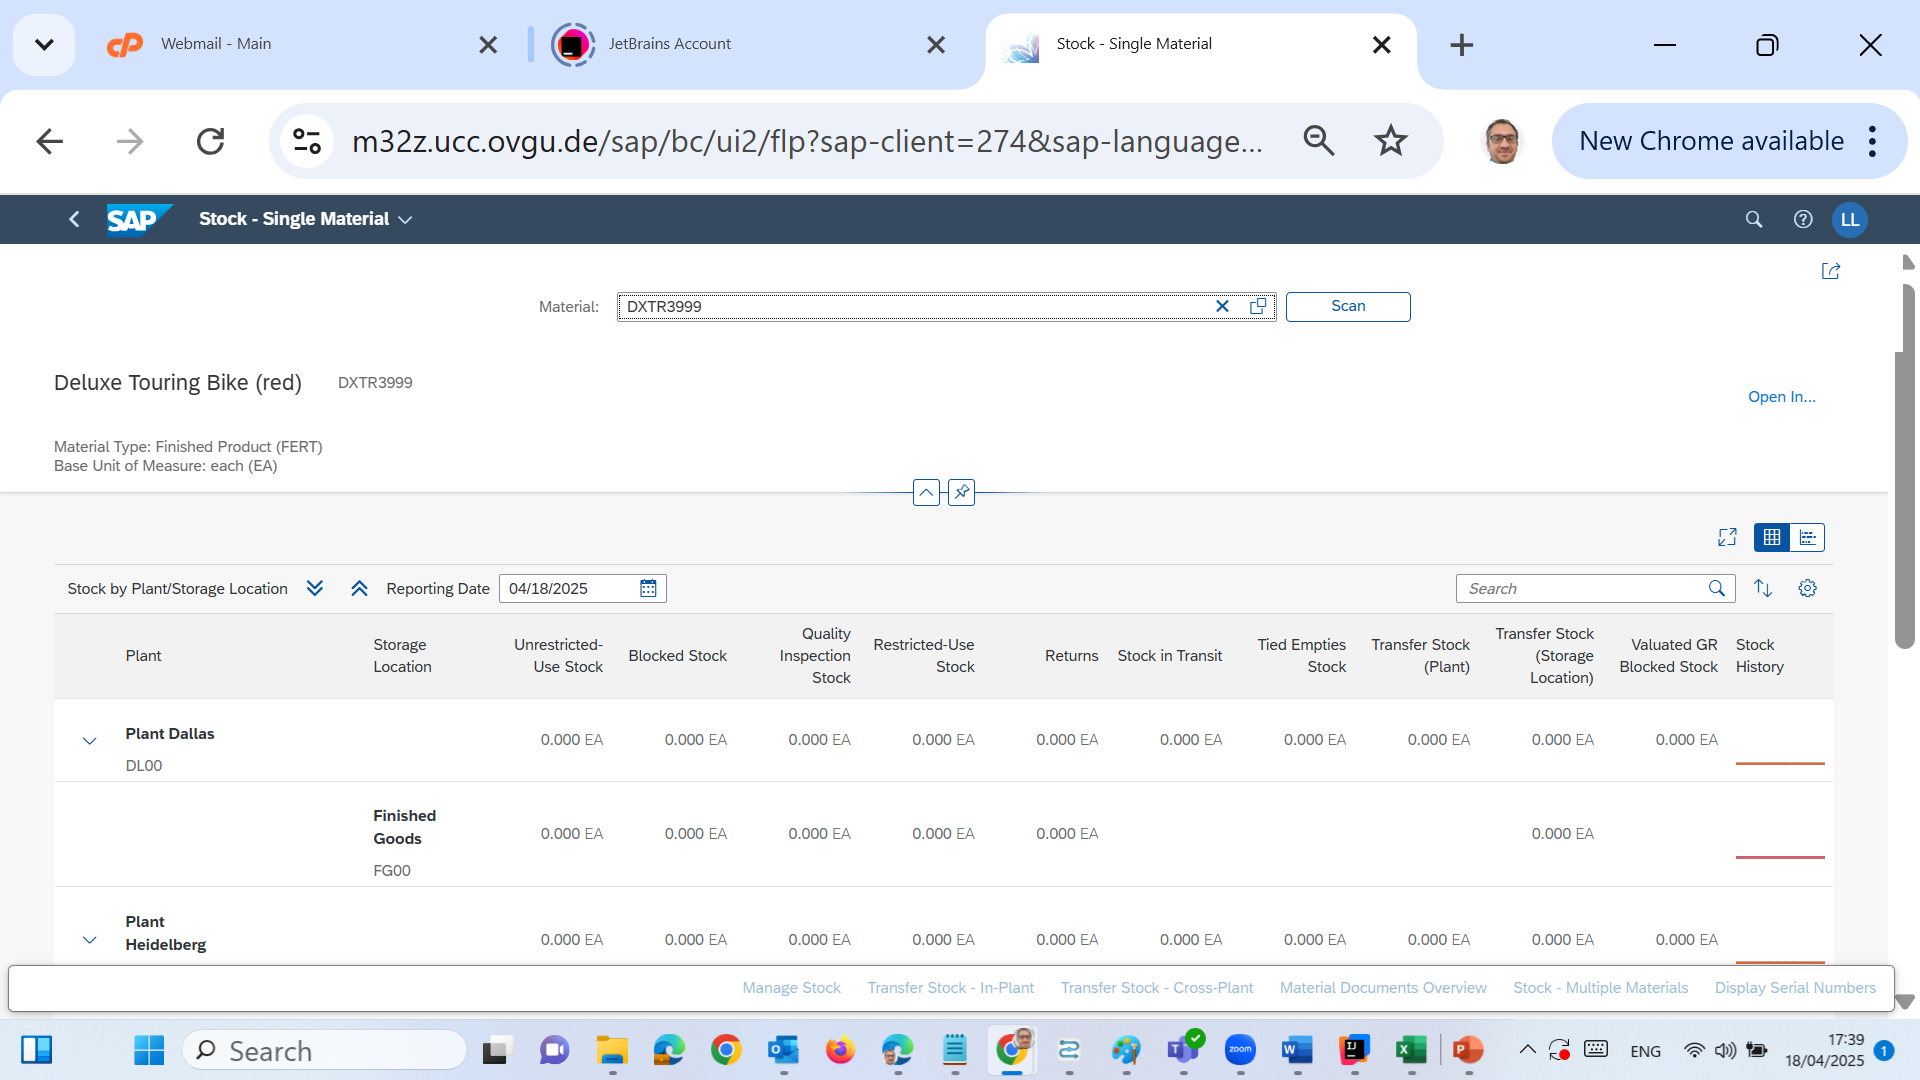 Webmail - Main
JetBrains Account
Stock - Single Material
m32z.ucc.ovgu.de/sap/bc/ui2/flp?sap-client=274&sap-language...
New Chrome available
SAP
Stock - Single Material
LL
Material:
DXTR3999
Scan
Deluxe Touring Bike (red)
DXTR3999
Open In...
Material Type: Finished Product (FERT)
Base Unit of Measure: each (EA)
Stock by Plant/Storage Location
Reporting Date
04/18/2025
Search
Plant
Storage Location
Unrestricted-Use Stock
Blocked Stock
Quality Inspection Stock
Restricted-Use Stock
Returns
Stock in Transit
Tied Empties Stock
Transfer Stock (Plant)
Transfer Stock (Storage Location)
Valuated GR Blocked Stock
Stock History
Plant Dallas
DL00
0.000 EA 0.000 EA 0.000 EA 0.000 EA 0.000 EA 0.000 EA 0.000 EA 0.000 EA 0.000 EA 0.000 EA
Finished Goods
FG00
0.000 EA 0.000 EA 0.000 EA 0.000 EA 0.000 EA 0.000 EA
Plant Heidelberg
0.000 EA 0.000 EA 0.000 EA 0.000 EA 0.000 EA 0.000 EA 0.000 EA 0.000 EA 0.000 EA 0.000 EA
Manage Stock
Transfer Stock - In-Plant
Transfer Stock - Cross-Plant
Material Documents Overview
Stock - Multiple Materials
Display Serial Numbers
Search
zoom
ENG
17:39
18/04/2025
1